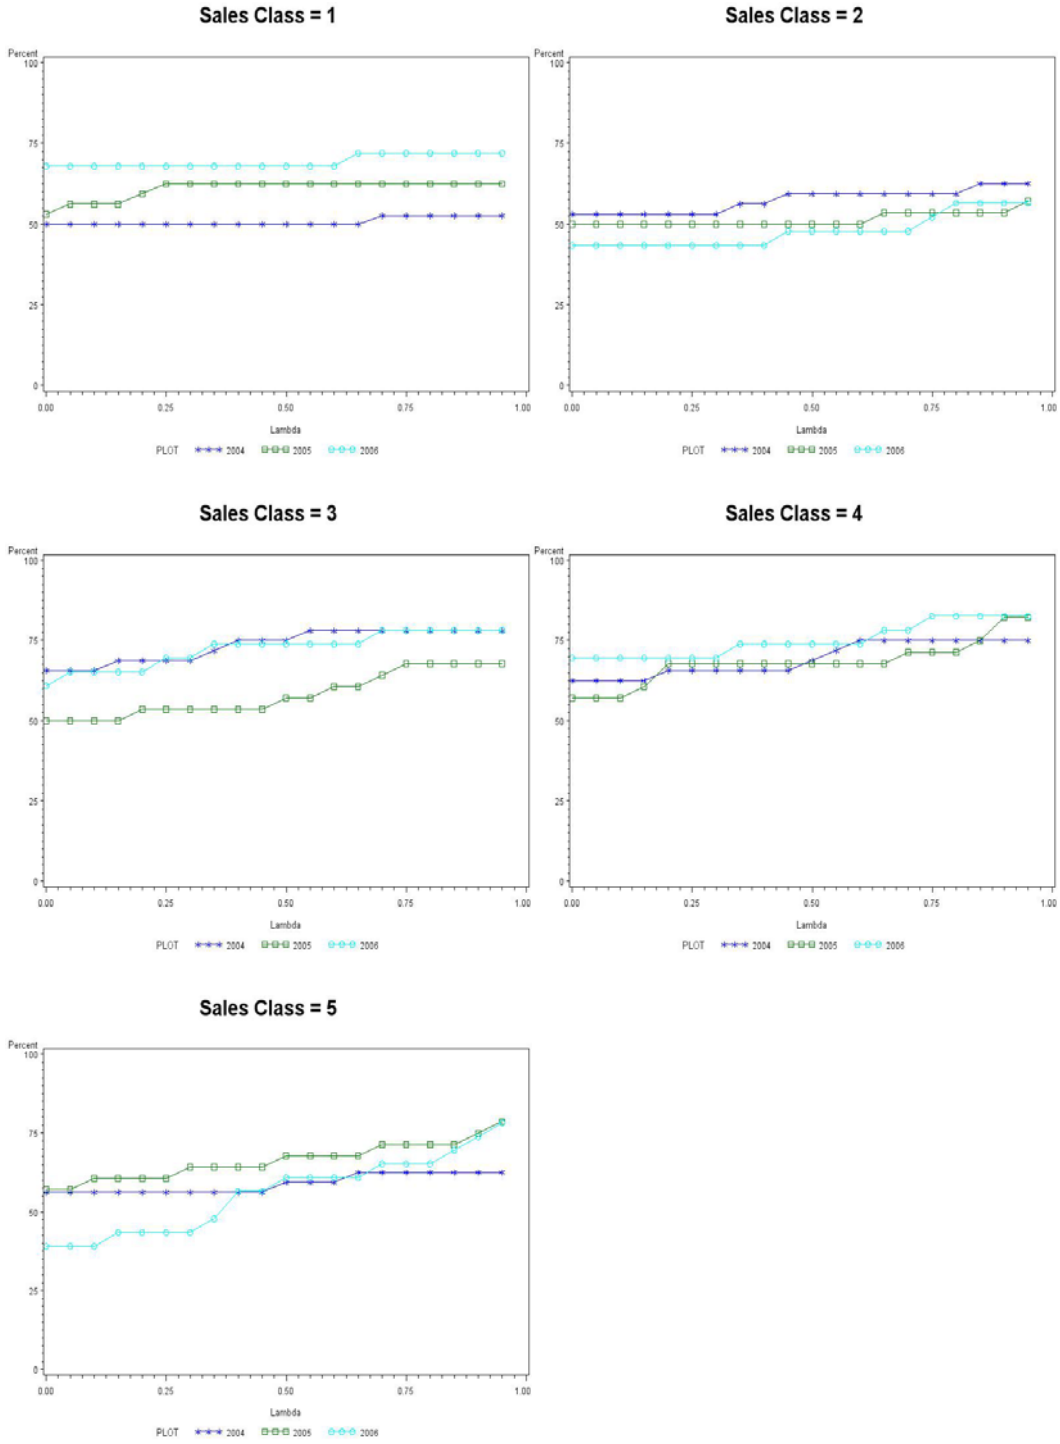 Sales Class = 1
Percent
100
75
50
25
0
0.00 0.25 0.50 0.75 1.00
Lambda
PLOT 2004 2005 2006
Sales Class = 2
Percent
100
75
50
25
0
0.00 0.25 0.50 0.75 1.00
Lambda
PLOT 2004 2005 2006
Sales Class = 3
Percent
100
75
50
25
0
0.00 0.25 0.50 0.75 1.00
Lambda
PLOT 2004 2005 2006
Sales Class = 4
Percent
100
75
50
25
0
0.00 0.25 0.50 0.75 1.00
Lambda
PLOT 2004 2005 2006
Sales Class = 5
Percent
100
75
50
25
0
0.00 0.25 0.50 0.75 1.00
Lambda
PLOT 2004 2005 2006